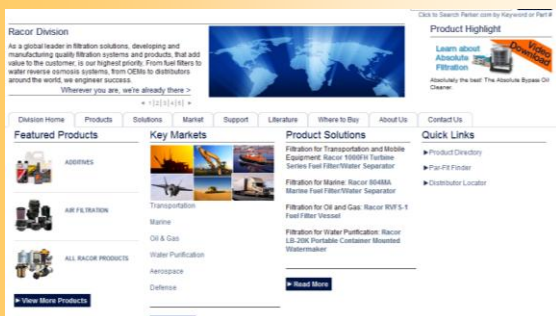 Click to Search Parker.com by Keyword or Part #
Racor Division
As a global leader in filtration solutions, developing and
manufacturing quality filtration systems and products, that add
value to the customer, is our highest priority. From fuel filters to
water reverse osmosis systems, from OEMs to distributors
around the world, we engineer success.
Wherever you are, we're already there >
« 1|2|3|4|5| »
Product Highlight
Learn about
Absolute
Filtration
Video
Download
Absolutely the best! The Absolute Bypass Oil
Cleaner.
Division Home Products Solutions Market Support Literature Where to Buy About Us Contact Us
Featured Products
ADDITIVES
AIR FILTRATION
ALL RACOR PRODUCTS
►View More Products
Key Markets
Transportation
Marine
Oil & Gas
Water Purification
Aerospace
Defense
Product Solutions
Filtration for Transportation and Mobile
Equipment: Racor 1000FH Turbine
Series Fuel Filter/Water Separator
Filtration for Marine: Racor 804MA
Marine Fuel Filter/Water Separator
Filtration for Oil and Gas: Racor RVFS-1
Fuel Filter Vessel
Filtration for Water Purification: Racor
LB-20K Portable Container Mounted
Watermaker
►Read More
Quick Links
►Product Directory
►Par-Fit Finder
►Distributor Locator